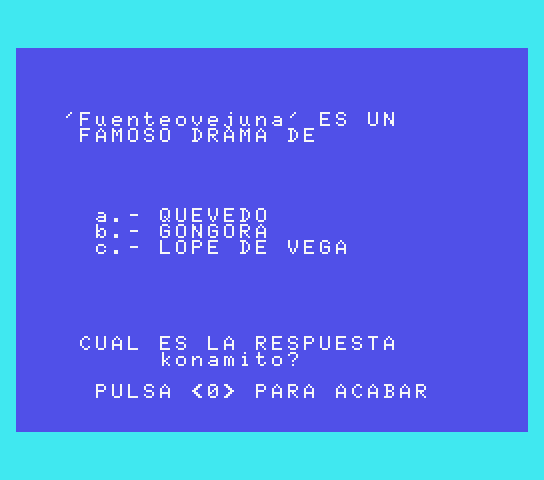 ´Fuenteovejuna´ ES UN
FAMOSO DRAMA DE
a.- QUEVEDO
b.- GONGORA
c.- LOPE DE VEGA
CUAL ES LA RESPUESTA
konamito?
PULSA <0> PARA ACABAR